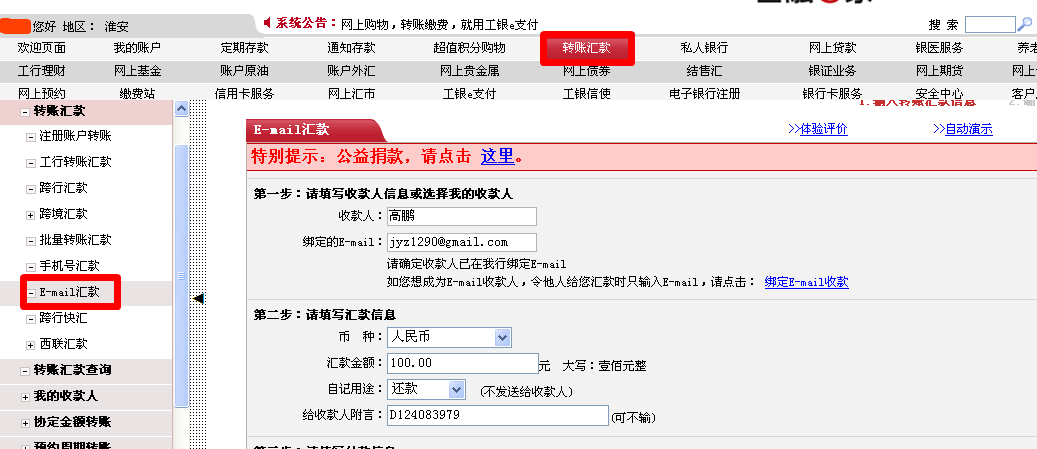 您好 地区： 淮安
系统公告：网上购物，转账缴费，就用工银e支付
搜 索
欢迎页面 我的账户 定期存款 通知存款 超值积分购物 转账汇款 私人银行 网上贷款 银医服务 养老
工行理财 网上基金 账户原油 账户外汇 网上贵金属 网上债券 结售汇 银证业务 网上期货 网上
网上预约 缴费站 信用卡服务 网上汇市 工银e支付 工银信使 电子银行注册 银行卡服务 安全中心 客户
转账汇款
注册账户转账
工行转账汇款
跨行汇款
跨境汇款
批量转账汇款
手机号汇款
E-mail汇款
跨行快汇
西联汇款
转账汇款查询
我的收款人
协定金额转账
预约周期转账
1. 输入转账汇款信息
E-mail汇款 >>体验评价 >>自动演示
特别提示：公益捐款，请点击 这里。
第一步：请填写收款人信息或选择我的收款人
收款人：高鹏
绑定的E-mail：jyz1290@gmail.com
请确定收款人已在我行绑定E-mail
如您想成为E-mail收款人，令他人给您汇款时只输入E-mail，请点击： 绑定E-mail收款
第二步：请填写汇款信息
币 种：人民币
汇款金额：100.00 元 大写：壹佰元整
自记用途：还款 (不发送给收款人)
给收款人附言：D124083979 (可不输)